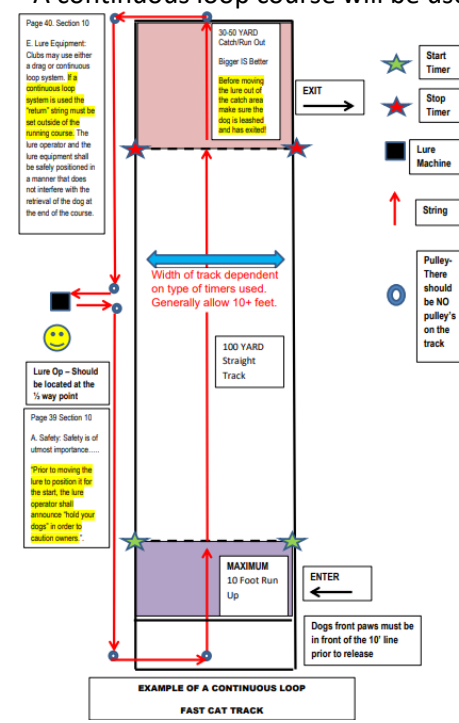 A continuous loop course will be use
Page 40. Section 10
E. Lure Equipment:
Clubs may use either
a drag or continuous
loop system. If a
continuous loop
system is used the
"return" string must be
set outside of the
running course. The
lure operator and the
lure equipment shall
be safely positioned in
a manner that does
not interfere with the
retrieval of the dog at
the end of the course.
30-50 YARD
Catch/Run Out
Bigger IS Better
Before moving
the lure out of
the catch area
make sure the
dog is leashed
and has exited!
EXIT
Start
Timer
Stop
Timer
Lure
Machine
String
Pulley-
There
should
be NO
pulley's
on the
track
Width of track dependent
on type of timers used.
Generally allow 10+ feet.
100 YARD
Straight
Track
Lure Op – Should
be located at the
½ way point
Page 39 Section 10
A. Safety: Safety is of
utmost importance…..
"Prior to moving the
lure to position it for
the start, the lure
operator shall
announce "hold your
dogs" in order to
caution owners.".
MAXIMUM
10 Foot Run
Up
ENTER
Dogs front paws must be
in front of the 10' line
prior to release
EXAMPLE OF A CONTINUOUS LOOP
FAST CAT TRACK